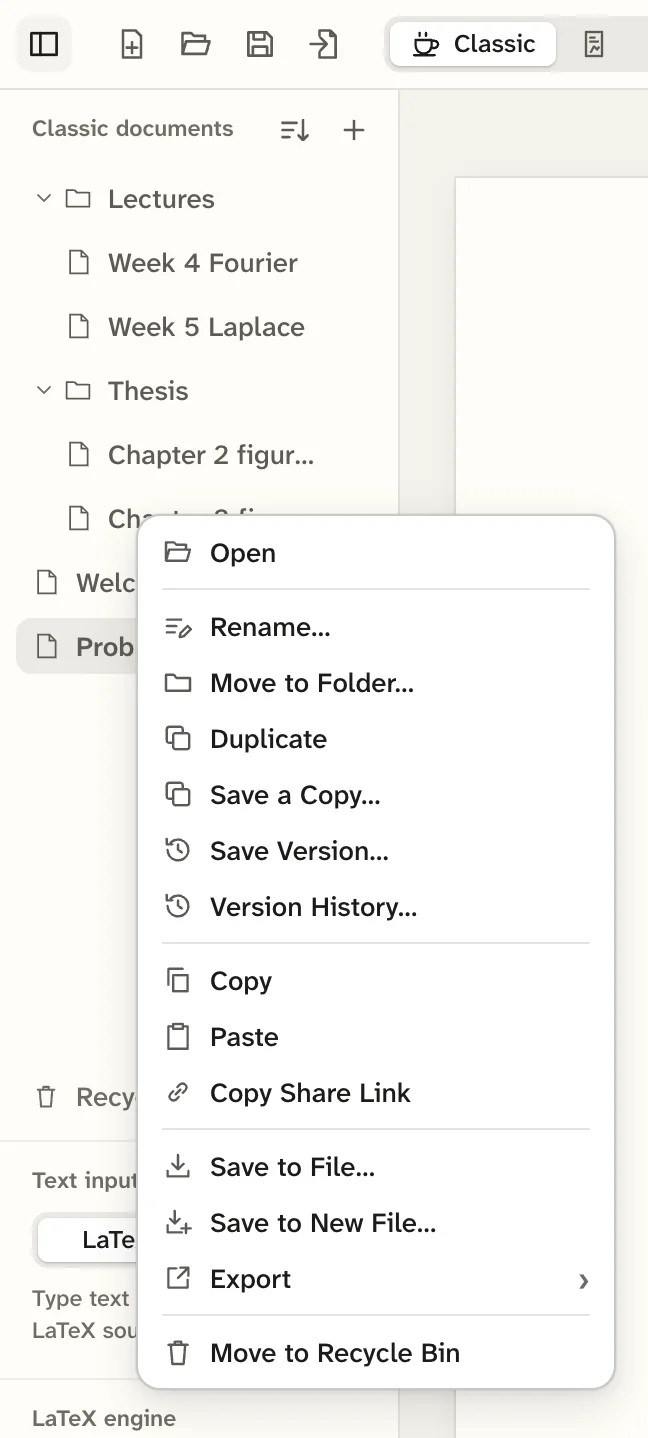 Classic
Classic documents
Lectures
Week 4 Fourier
Week 5 Laplace
Thesis
Chapter 2 figur...
Welc
Prob
Open
Rename...
Move to Folder...
Duplicate
Save a Copy...
Save Version...
Version History...
Copy
Paste
Copy Share Link
Save to File...
Save to New File...
Export
Move to Recycle Bin
Recy
Text input
LaTe
Type text
LaTeX sou
LaTeX engine